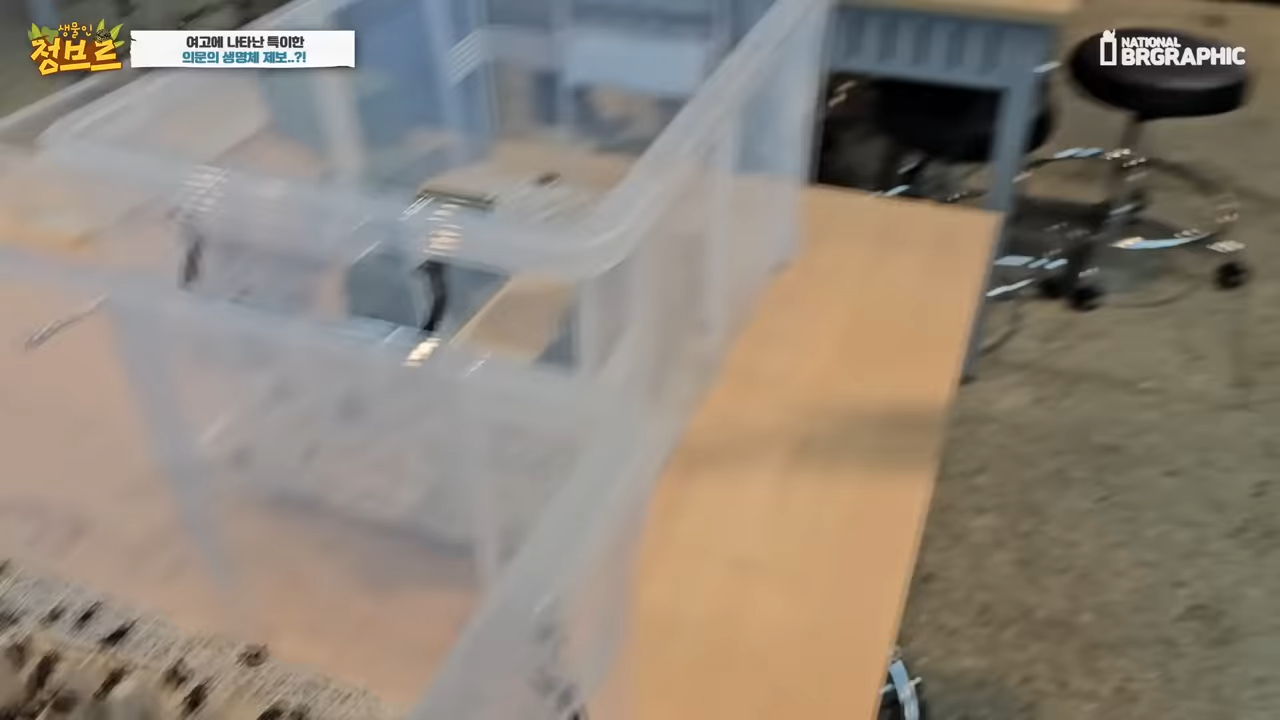 생물인
정브르
여고에 나타난 특이한
의문의 생명체 제보..?!
NATIONAL
BRGRAPHIC